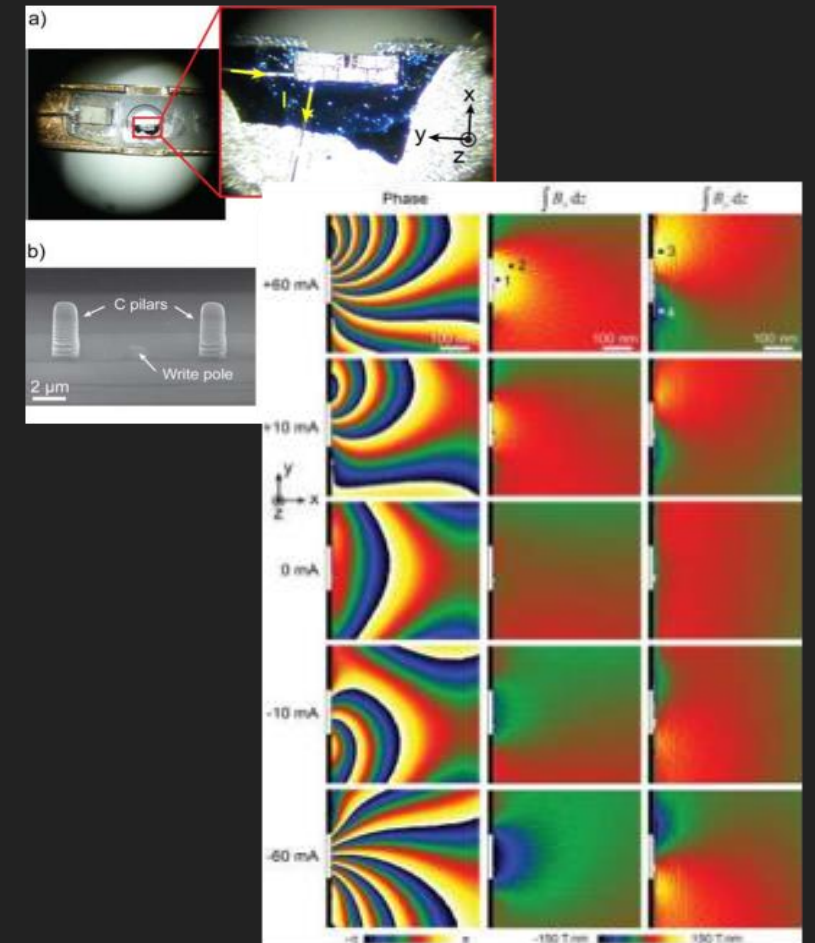 a)
I
x
y
z
b)
C pilars
Write pole
2 µm
Phase
∫ Bₓ dz
+60 mA
1
2
3
4
100 nm
100 nm
100 nm
+10 mA
y
x
z
0 mA
-10 mA
-60 mA
-π
π
-150 T·nm
150 T·nm